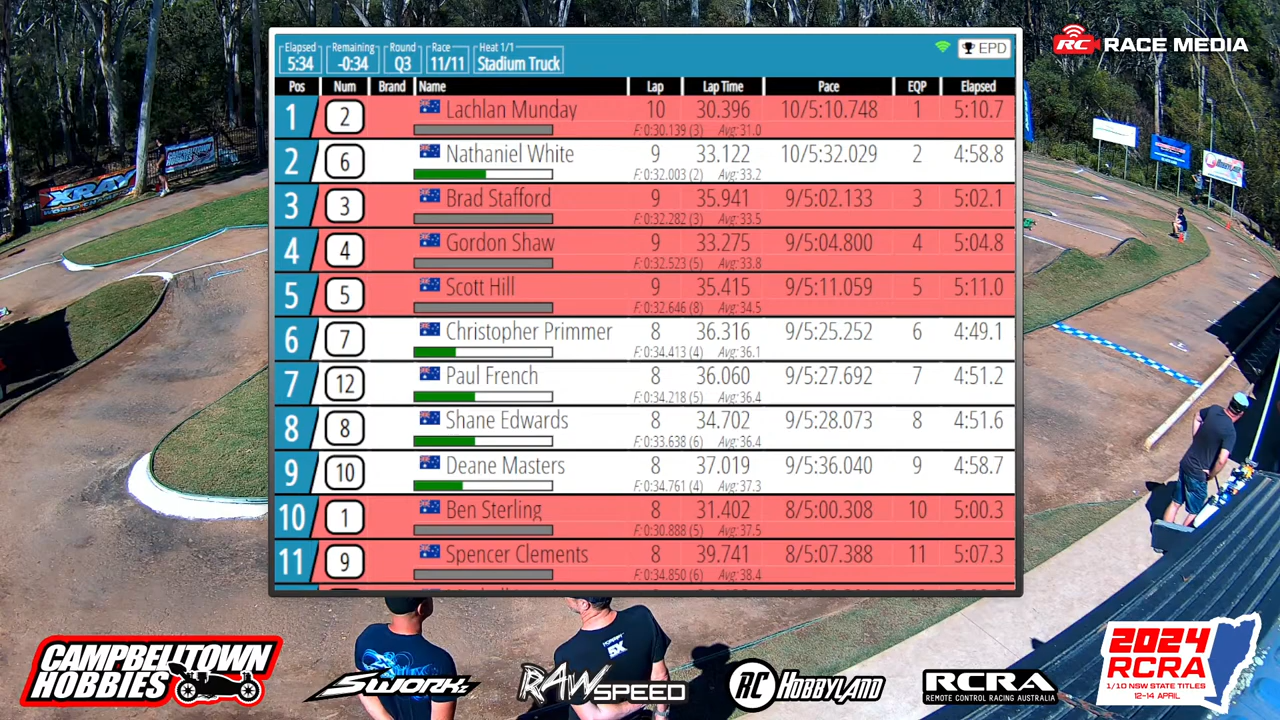 Elapsed Remaining Round Race Heat 1/1
5:34 -0:34 Q3 11/11 Stadium Truck
EPD
RC RACE MEDIA
Pos Num Brand Name Lap Lap Time Pace EQP Elapsed
1 2 Lachlan Munday 10 30.396 10/5:10.748 1 5:10.7
F:0:30.139 (3) Avg:31.0
2 6 Nathaniel White 9 33.122 10/5:32.029 2 4:58.8
F:0:32.003 (2) Avg:33.2
3 3 Brad Stafford 9 35.941 9/5:02.133 3 5:02.1
F:0:32.282 (3) Avg:33.5
4 4 Gordon Shaw 9 33.275 9/5:04.800 4 5:04.8
F:0:32.523 (5) Avg:33.8
5 5 Scott Hill 9 35.415 9/5:11.059 5 5:11.0
F:0:32.646 (8) Avg:34.5
6 7 Christopher Primmer 8 36.316 9/5:25.252 6 4:49.1
F:0:34.413 (4) Avg:36.1
7 12 Paul French 8 36.060 9/5:27.692 7 4:51.2
F:0:34.218 (5) Avg:36.4
8 8 Shane Edwards 8 34.702 9/5:28.073 8 4:51.6
F:0:33.638 (6) Avg:36.4
9 10 Deane Masters 8 37.019 9/5:36.040 9 4:58.7
F:0:34.761 (4) Avg:37.3
10 1 Ben Sterling 8 31.402 8/5:00.308 10 5:00.3
F:0:30.888 (5) Avg:37.5
11 9 Spencer Clements 8 39.741 8/5:07.388 11 5:07.3
F:0:34.850 (6) Avg:38.4
XRAY
CAMPBELLTOWN
HOBBIES
CAMPBELLTOWN
HOBBIES
SWORKz
RAW SPEED
RC HOBBYLAND
RCRA
REMOTE CONTROL RACING AUSTRALIA
2024
RCRA
1/10 NSW STATE TITLES
12-14 APRIL